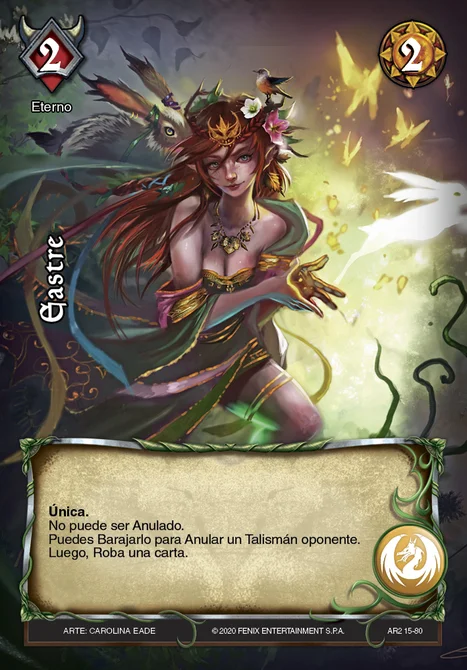 2
2
Eterno
Eastre
Única.
No puede ser Anulado.
Puedes Barajarlo para Anular un Talismán oponente.
Luego, Roba una carta.
ARTE: CAROLINA EADE
© 2020 FENIX ENTERTAINMENT S.P.A.
AR2 15-80